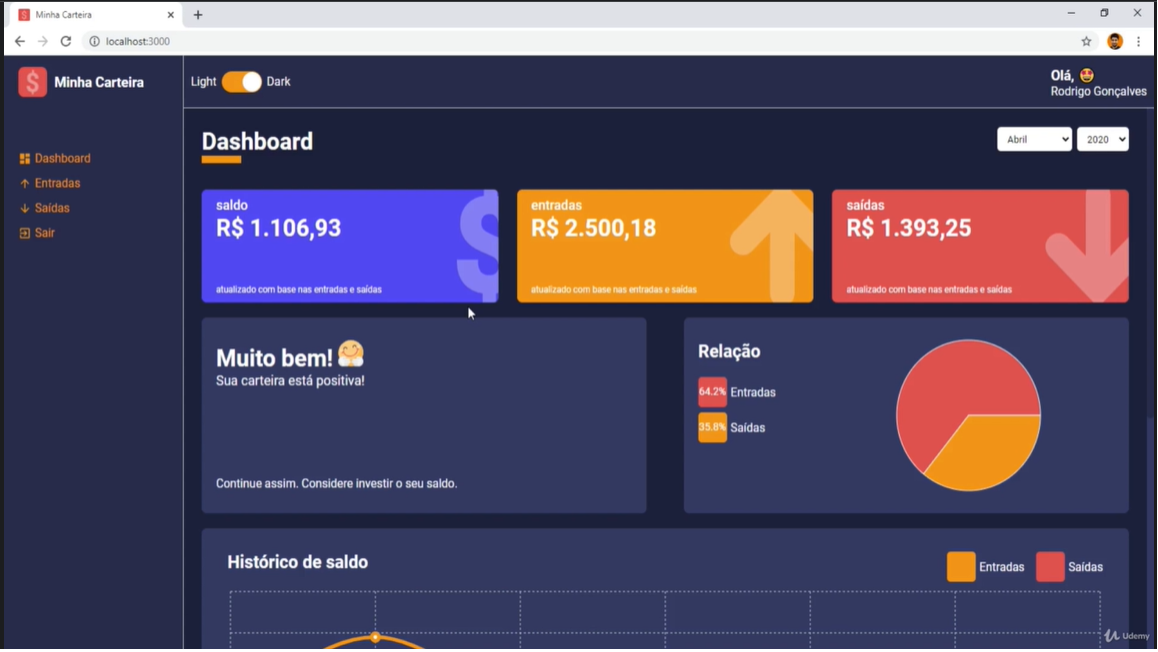 Minha Carteira
localhost:3000
$ Minha Carteira
Light Dark
Olá,
Rodrigo Gonçalves
Dashboard
Entradas
Saídas
Sair
Dashboard
Abril 2020
saldo
R$ 1.106,93
$
atualizado com base nas entradas e saídas
entradas
R$ 2.500,18
atualizado com base nas entradas e saídas
saídas
R$ 1.393,25
atualizado com base nas entradas e saídas
Muito bem!
Sua carteira está positiva!
Continue assim. Considere investir o seu saldo.
Relação
64.2% Entradas
35.8% Saídas
Histórico de saldo
Entradas Saídas
Udemy